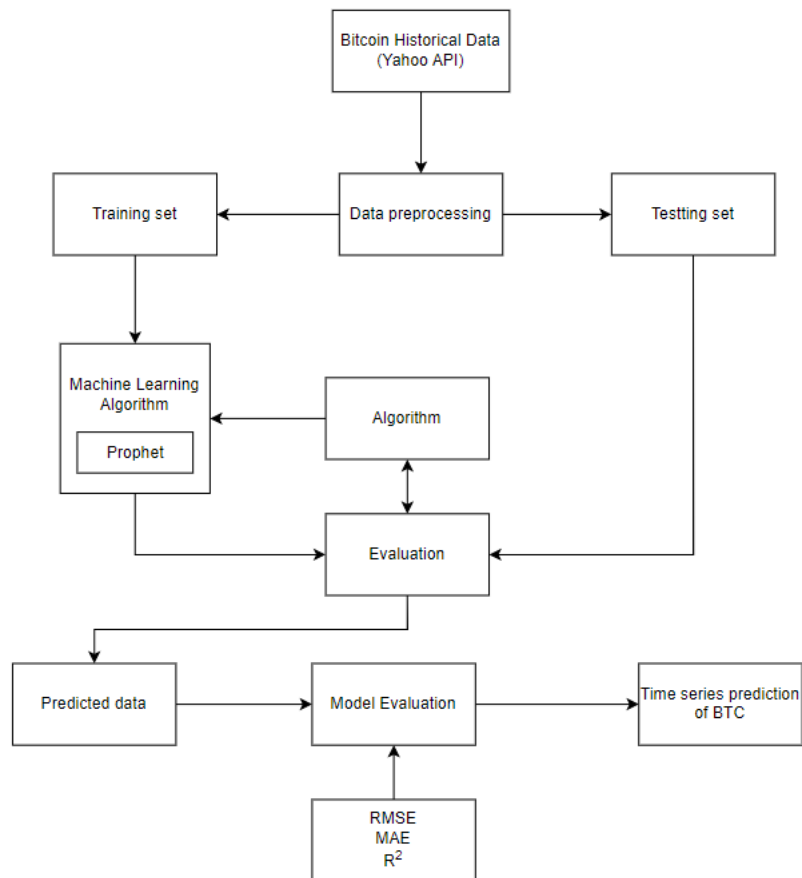 Bitcoin Historical Data
(Yahoo API)
Training set
Data preprocessing
Testting set
Machine Learning
Algorithm
Prophet
Algorithm
Evaluation
Predicted data
Model Evaluation
Time series prediction
of BTC
RMSE
MAE
R²